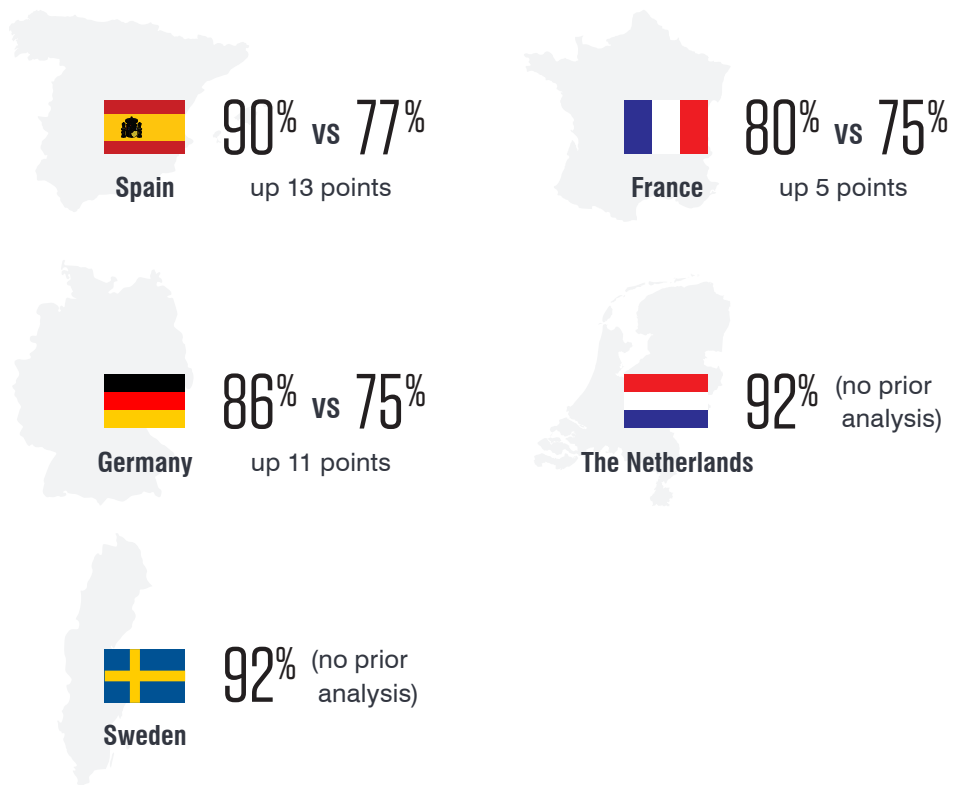 90% vs 77%
Spain
up 13 points
80% vs 75%
France
up 5 points
86% vs 75%
Germany
up 11 points
92% (no prior
analysis)
The Netherlands
92% (no prior
analysis)
Sweden